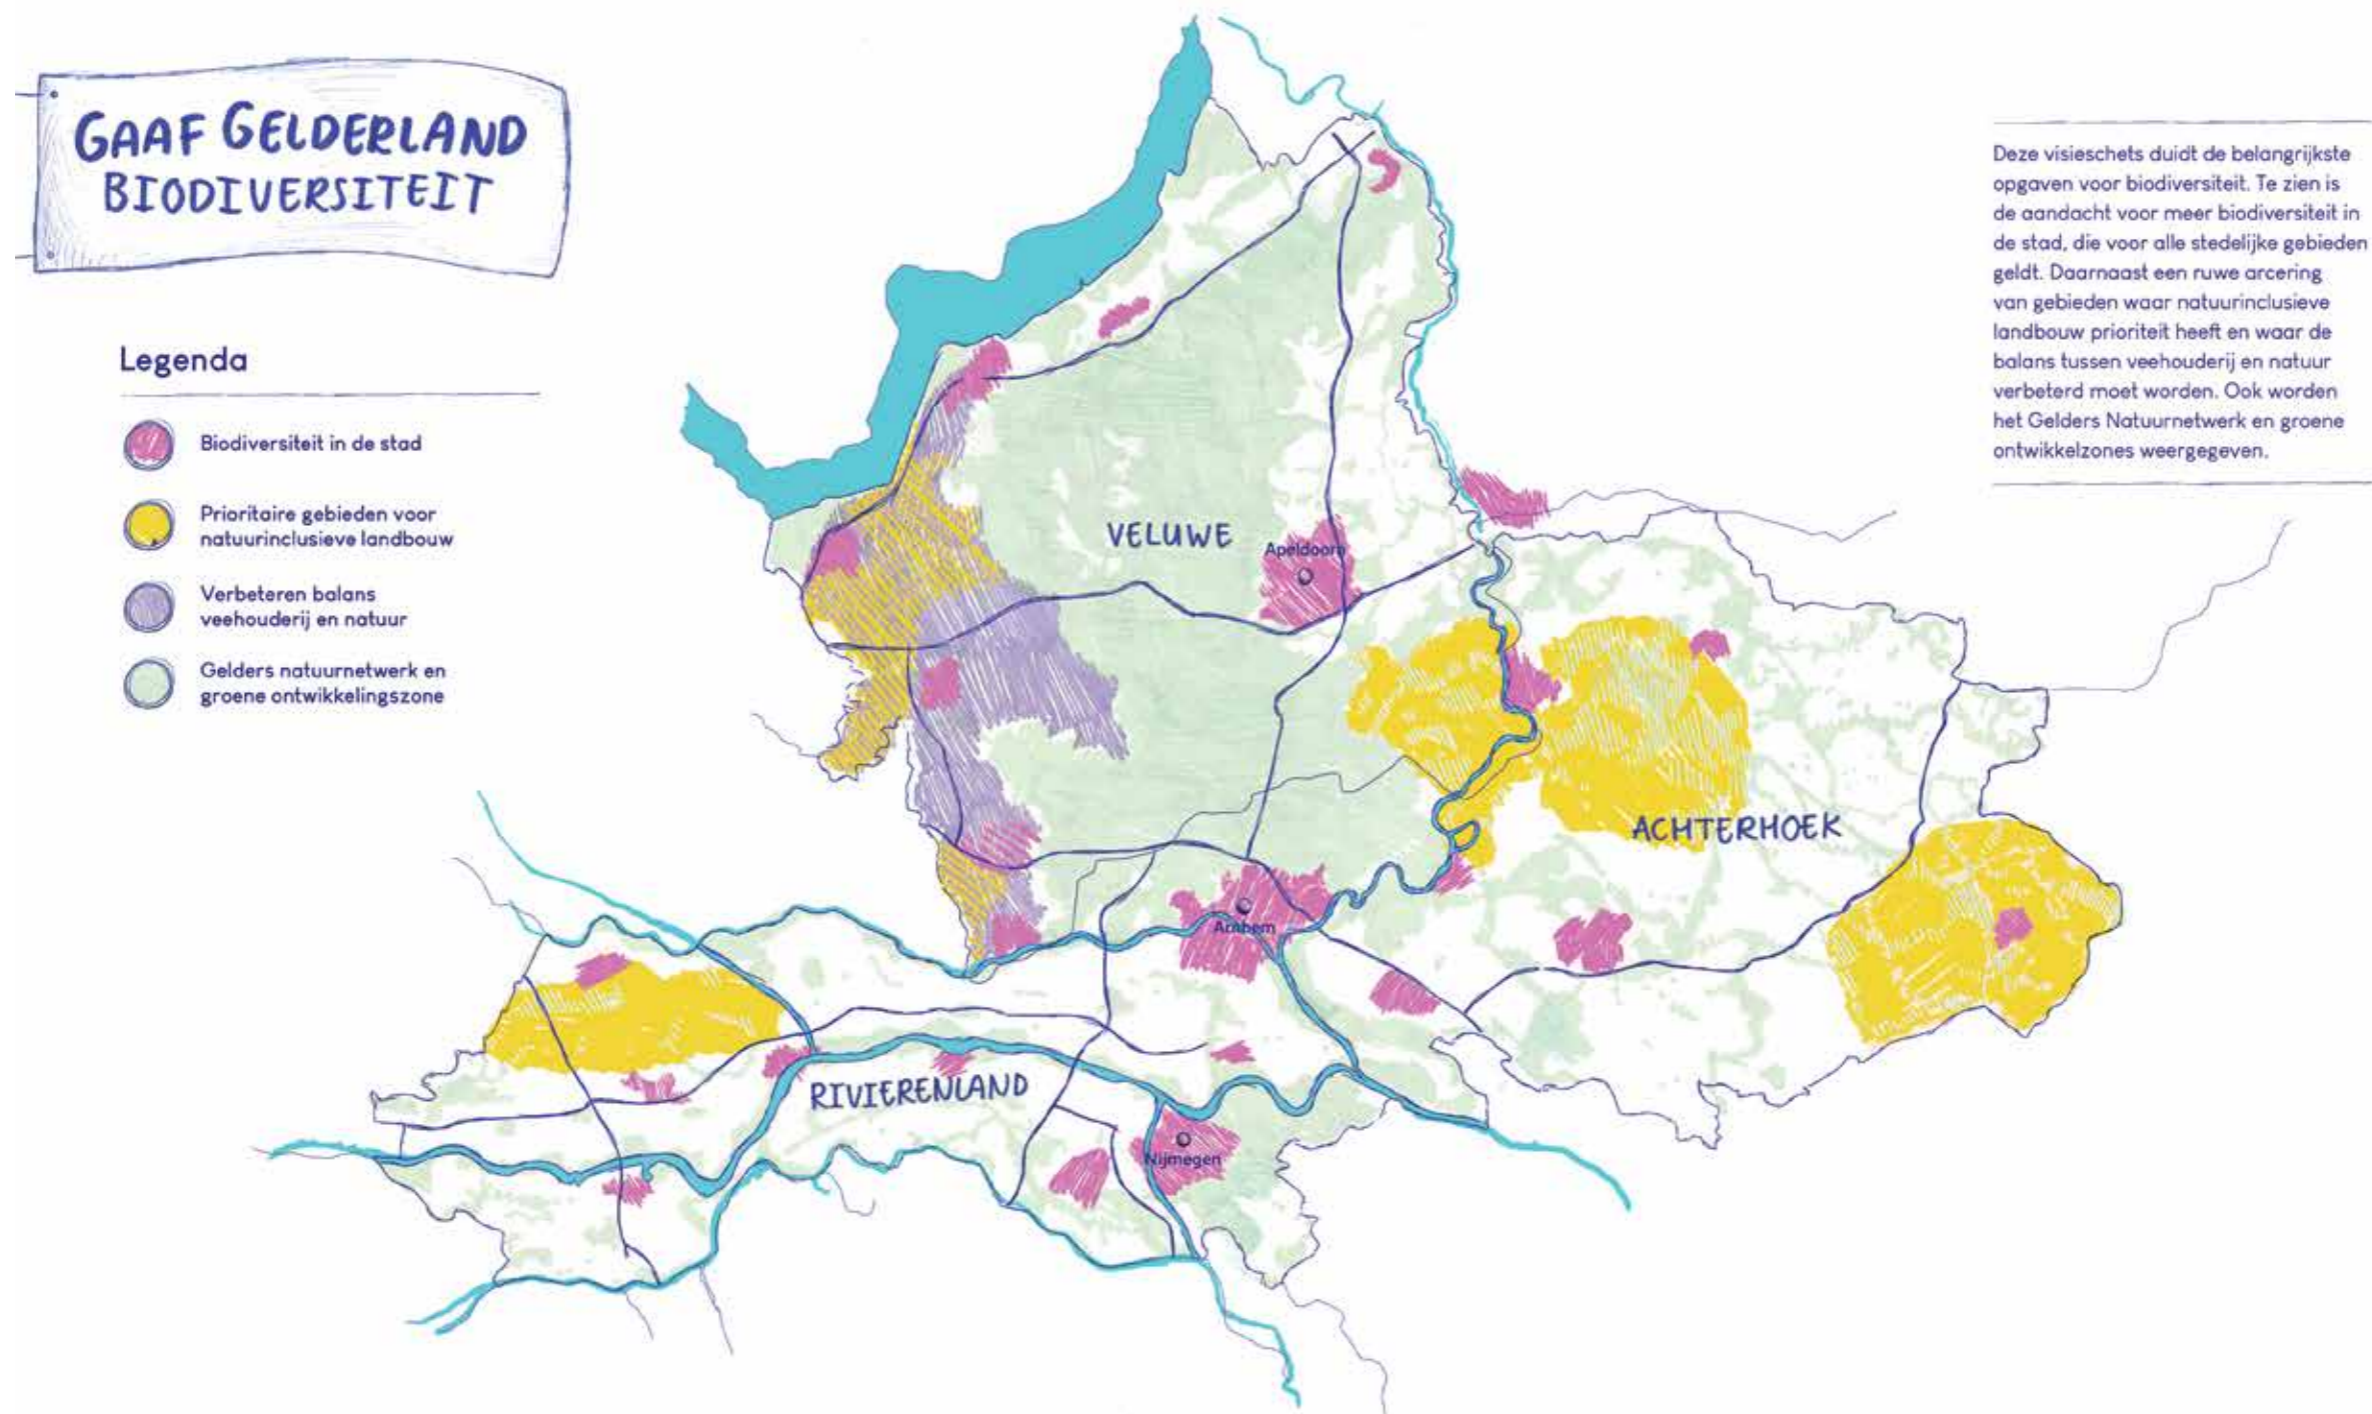 GAAF GELDERLAND
BIODIVERSITEIT
Legenda
Biodiversiteit in de stad
Prioritaire gebieden voor
natuurinclusieve landbouw
Verbeteren balans
veehouderij en natuur
Gelders natuurnetwerk en
groene ontwikkelingszone
VELUWE
Apeldoorn
ACHTERHOEK
Arnhem
RIVIERENLAND
Nijmegen
Deze visieschets duidt de belangrijkste
opgaven voor biodiversiteit. Te zien is
de aandacht voor meer biodiversiteit in
de stad, die voor alle stedelijke gebieden
geldt. Daarnaast een ruwe arcering
van gebieden waar natuurinclusieve
landbouw prioriteit heeft en waar de
balans tussen veehouderij en natuur
verbeterd moet worden. Ook worden
het Gelders Natuurnetwerk en groene
ontwikkelzones weergegeven.